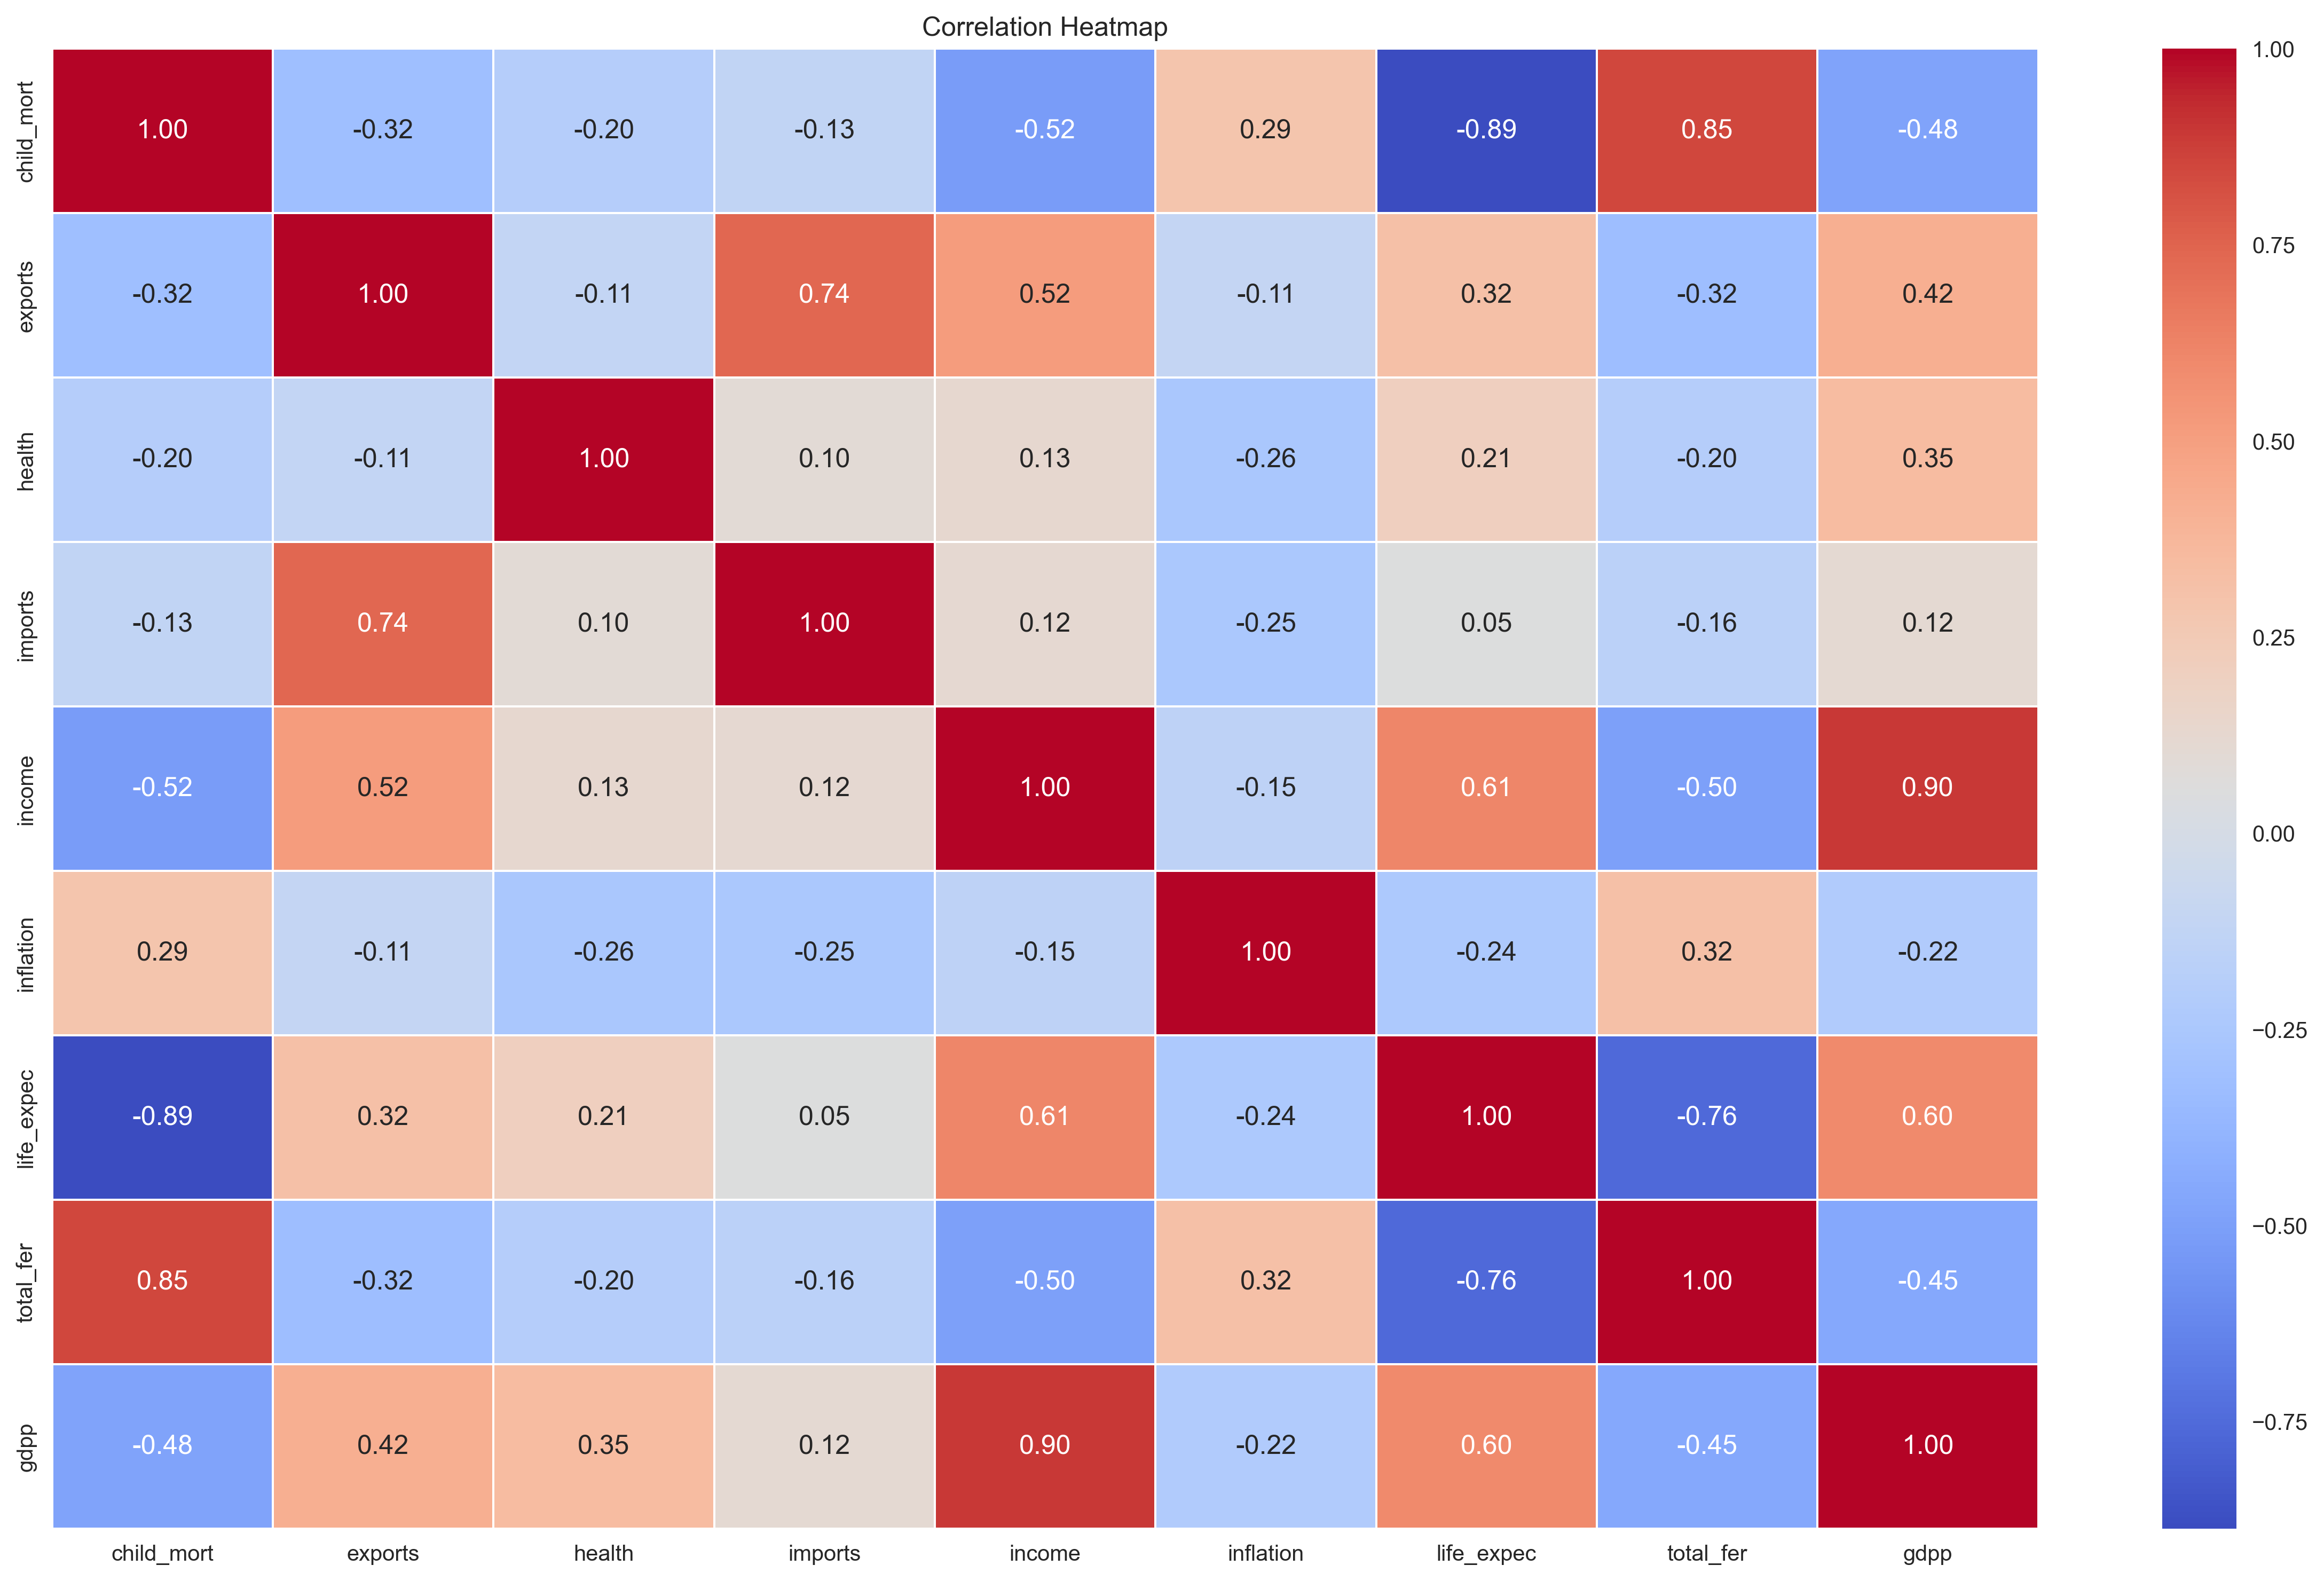 Correlation Heatmap
child_mort 1.00 -0.32 -0.20 -0.13 -0.52 0.29 -0.89 0.85 -0.48
exports -0.32 1.00 -0.11 0.74 0.52 -0.11 0.32 -0.32 0.42
health -0.20 -0.11 1.00 0.10 0.13 -0.26 0.21 -0.20 0.35
imports -0.13 0.74 0.10 1.00 0.12 -0.25 0.05 -0.16 0.12
income -0.52 0.52 0.13 0.12 1.00 -0.15 0.61 -0.50 0.90
inflation 0.29 -0.11 -0.26 -0.25 -0.15 1.00 -0.24 0.32 -0.22
life_expec -0.89 0.32 0.21 0.05 0.61 -0.24 1.00 -0.76 0.60
total_fer 0.85 -0.32 -0.20 -0.16 -0.50 0.32 -0.76 1.00 -0.45
gdpp -0.48 0.42 0.35 0.12 0.90 -0.22 0.60 -0.45 1.00
child_mort exports health imports income inflation life_expec total_fer gdpp
1.00
0.75
0.50
0.25
0.00
−0.25
−0.50
−0.75